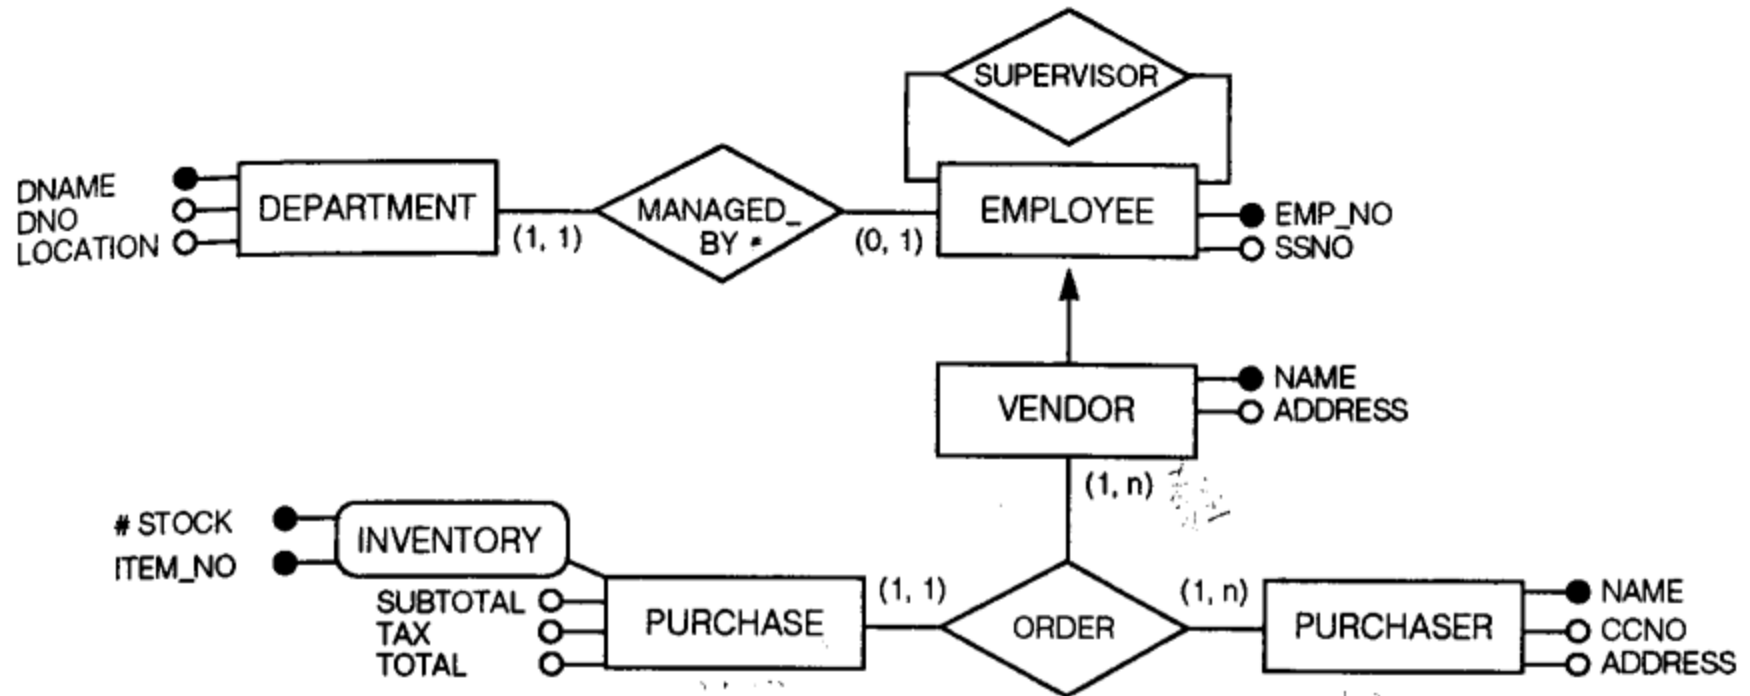 SUPERVISOR
DNAME
DNO
LOCATION
DEPARTMENT
(1, 1)
MANAGED_
BY
(0, 1)
EMPLOYEE
EMP_NO
SSNO
VENDOR
NAME
ADDRESS
(1, n)
# STOCK
ITEM_NO
INVENTORY
SUBTOTAL
TAX
TOTAL
PURCHASE
(1, 1)
ORDER
(1, n)
PURCHASER
NAME
CCNO
ADDRESS